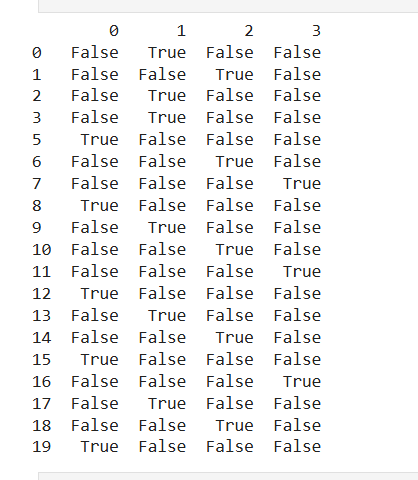 0      1      2      3
0   False   True  False  False
1   False  False   True  False
2   False   True  False  False
3   False   True  False  False
5    True  False  False  False
6   False  False   True  False
7   False  False  False   True
8    True  False  False  False
9   False   True  False  False
10  False  False   True  False
11  False  False  False   True
12   True  False  False  False
13  False   True  False  False
14  False  False   True  False
15   True  False  False  False
16  False  False  False   True
17  False   True  False  False
18  False  False   True  False
19   True  False  False  False